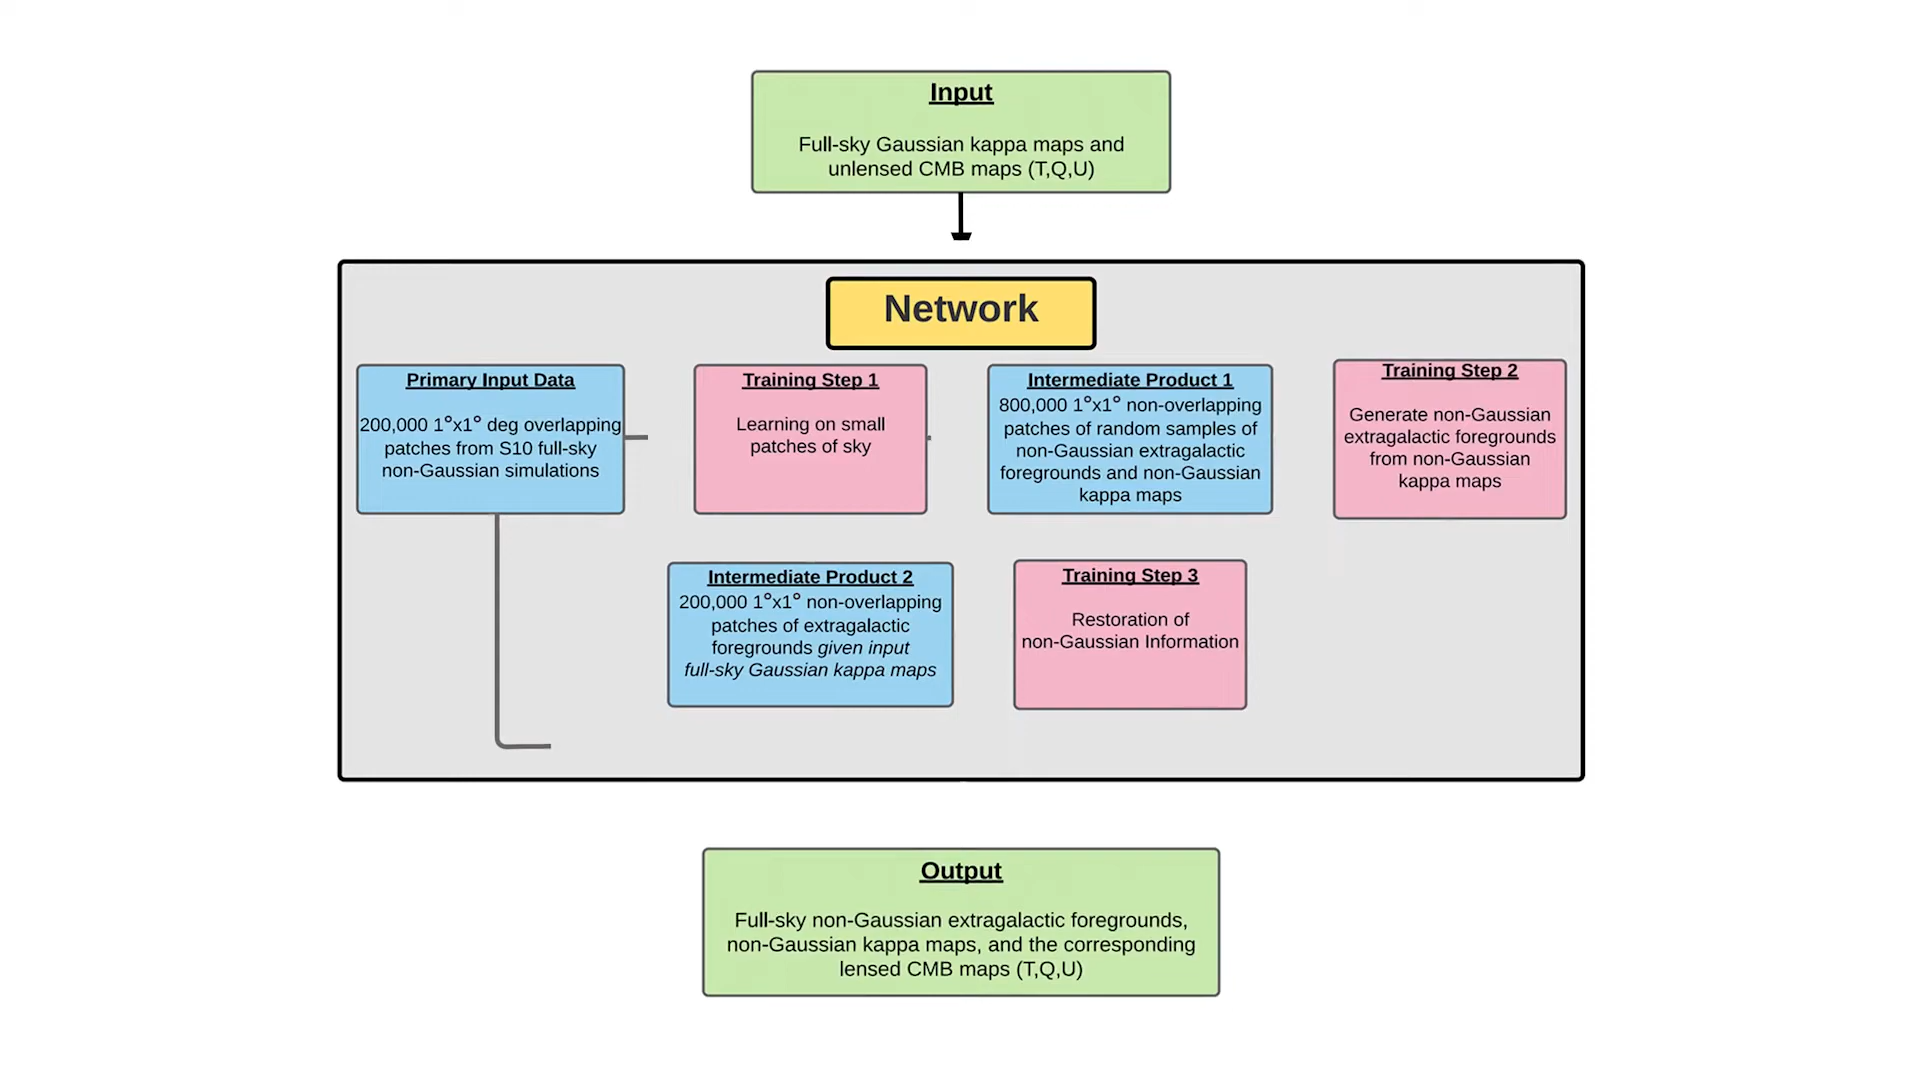 Input
Full-sky Gaussian kappa maps and
unlensed CMB maps (T,Q,U)
Network
Primary Input Data
200,000 1°x1° deg overlapping
patches from S10 full-sky
non-Gaussian simulations
Training Step 1
Learning on small
patches of sky
Intermediate Product 1
800,000 1°x1° non-overlapping
patches of random samples of
non-Gaussian extragalactic
foregrounds and non-Gaussian
kappa maps
Training Step 2
Generate non-Gaussian
extragalactic foregrounds
from non-Gaussian
kappa maps
Intermediate Product 2
200,000 1°x1° non-overlapping
patches of extragalactic
foregrounds given input
full-sky Gaussian kappa maps
Training Step 3
Restoration of
non-Gaussian Information
Output
Full-sky non-Gaussian extragalactic foregrounds,
non-Gaussian kappa maps, and the corresponding
lensed CMB maps (T,Q,U)